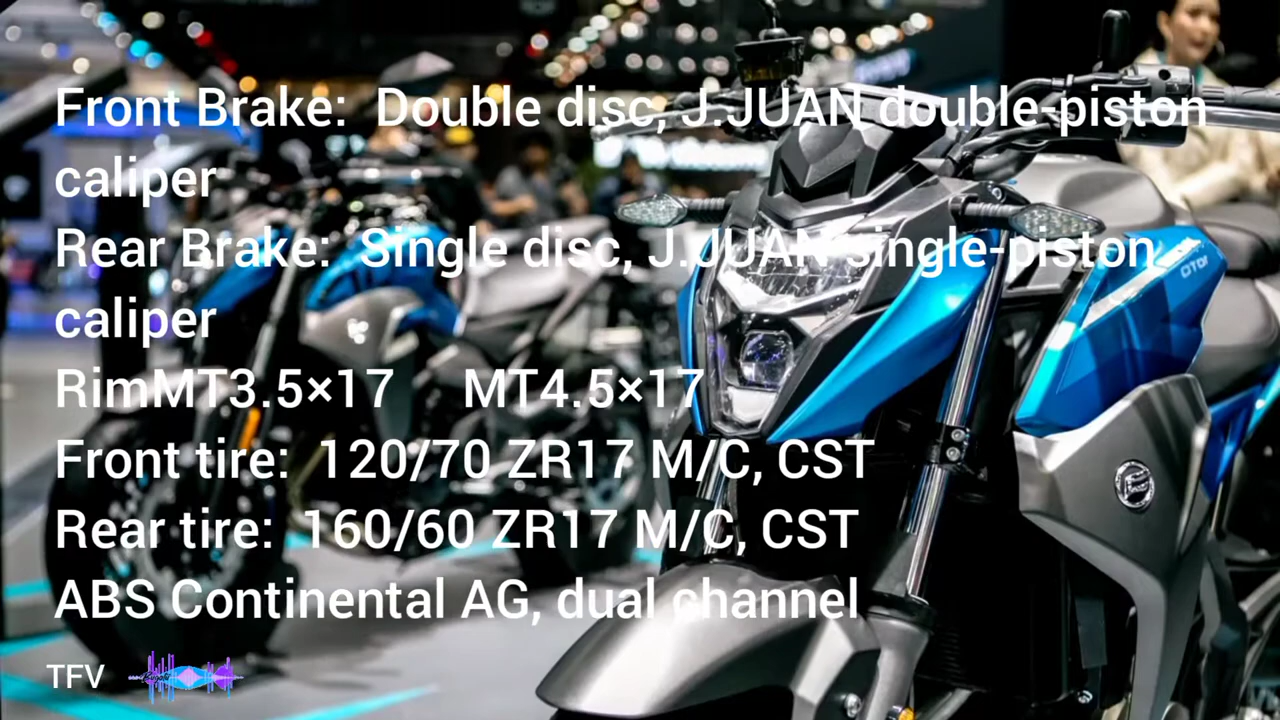 Front Brake: Double disc, J.JUAN double-piston
caliper
Rear Brake: Single disc, J.JUAN single-piston
caliper
RimMT3.5×17 MT4.5×17
Front tire: 120/70 ZR17 M/C, CST
Rear tire: 160/60 ZR17 M/C, CST
ABS Continental AG, dual channel
TFV